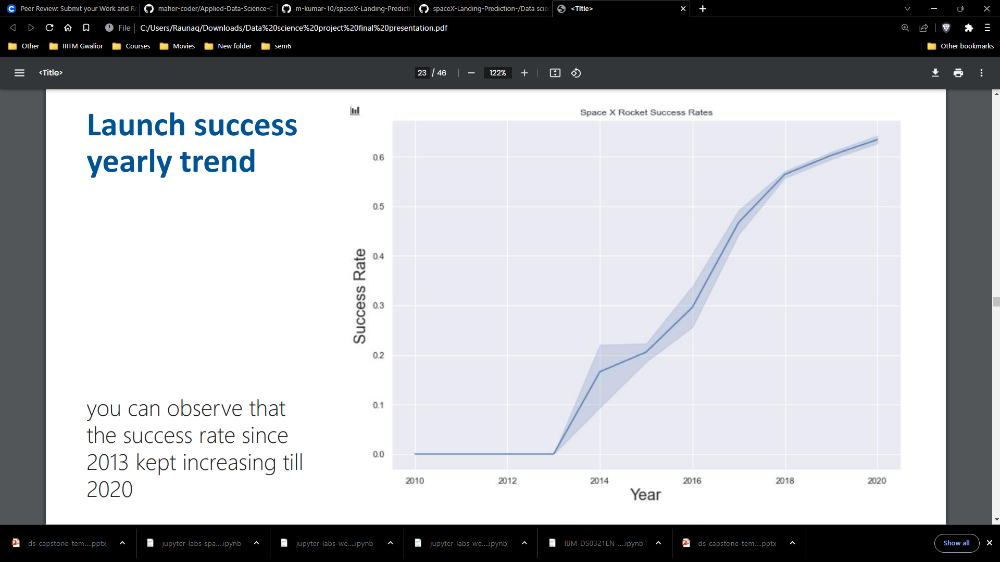 Peer Review: Submit your Work and Re
maher-coder/Applied-Data-Science-C
m-kumar-10/spaceX-Landing-Predicti
spaceX-Landing-Prediction-/Data scien
<Title>
File
C:/Users/Raunaq/Downloads/Data%20science%20project%20final%20presentation.pdf
Other
IIITM Gwalior
Courses
Movies
New folder
sem6
Other bookmarks
<Title>
23 / 46
122%
Launch success
yearly trend
you can observe that
the success rate since
2013 kept increasing till
2020
Space X Rocket Success Rates
0.6
0.5
0.4
0.3
0.2
0.1
0.0
Success Rate
2010
2012
2014
2016
2018
2020
Year
ds-capstone-tem....pptx
jupyter-labs-spa....ipynb
jupyter-labs-we....ipynb
jupyter-labs-we....ipynb
IBM-DS0321EN-....ipynb
ds-capstone-tem....pptx
Show all